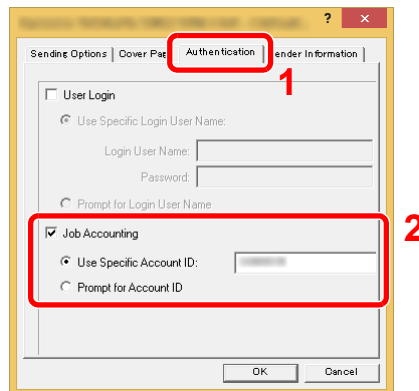 ?
Sending Options Cover Pag Authentication ender Information
1
User Login
Use Specific Login User Name:
Login User Name:
Password:
Prompt for Login User Name
2
Job Accounting
Use Specific Account ID:
Prompt for Account ID
OK Cancel